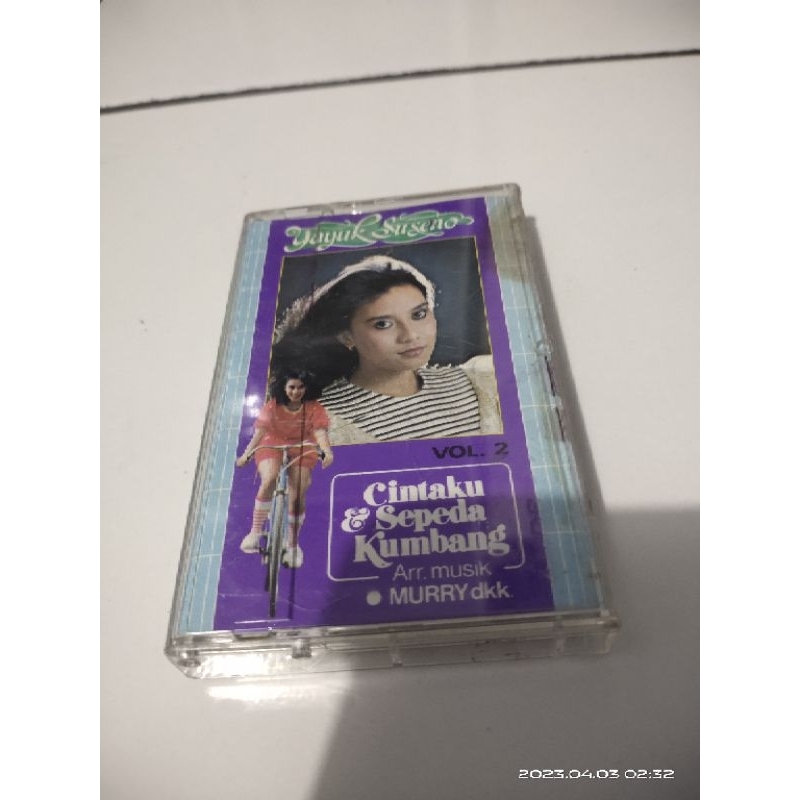 Yayuk Suseno
VOL. 2
Cintaku
& Sepeda
Kumbang
Arr. musik
● MURRY dkk.
2023.04.03 02:32